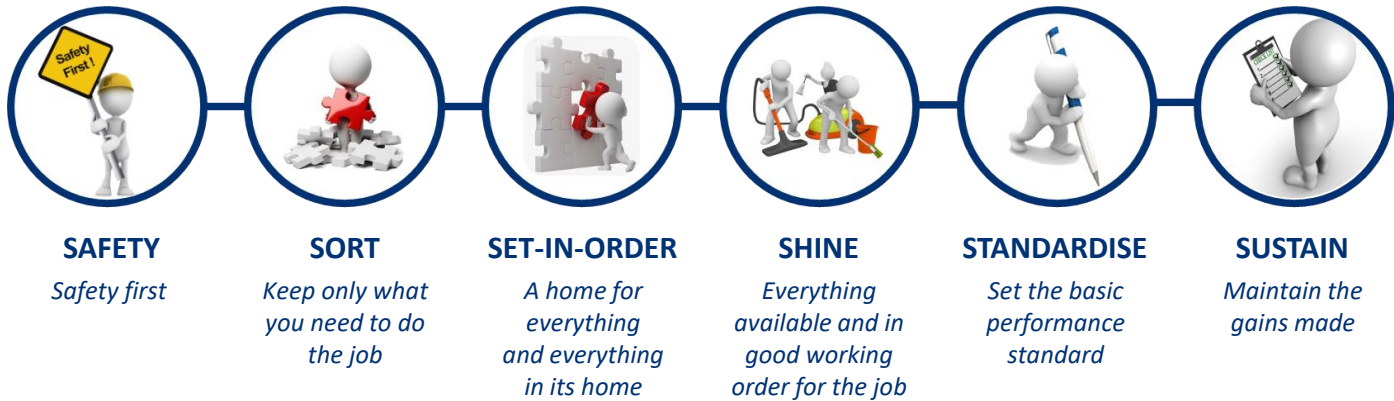 Safety
First !
CHECKLIST
SAFETY
Safety first
SORT
Keep only what
you need to do
the job
SET-IN-ORDER
A home for
everything
and everything
in its home
SHINE
Everything
available and in
good working
order for the job
STANDARDISE
Set the basic
performance
standard
SUSTAIN
Maintain the
gains made